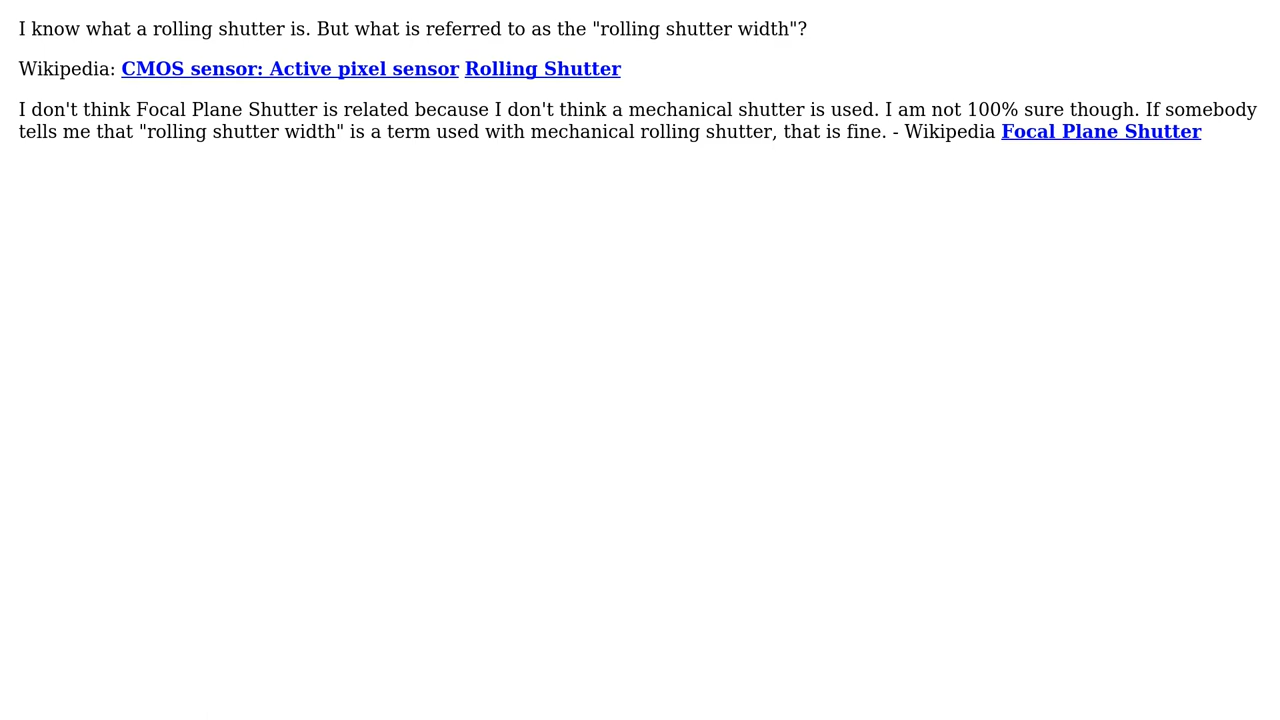 I know what a rolling shutter is. But what is referred to as the "rolling shutter width"?
Wikipedia: CMOS sensor: Active pixel sensor Rolling Shutter
I don't think Focal Plane Shutter is related because I don't think a mechanical shutter is used. I am not 100% sure though. If somebody
tells me that "rolling shutter width" is a term used with mechanical rolling shutter, that is fine. - Wikipedia Focal Plane Shutter